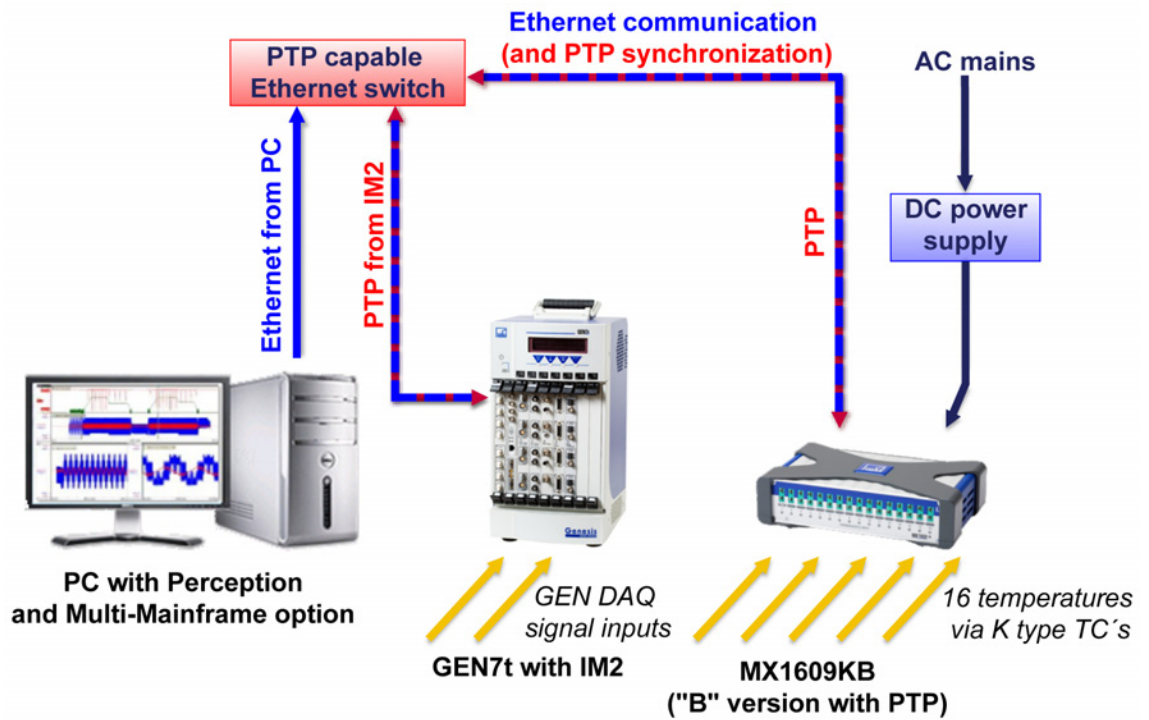 Ethernet communication
(and PTP synchronization)
PTP capable
Ethernet switch
AC mains
Ethernet from PC
PTP from IM2
PTP
DC power
supply
Genesis
PC with Perception
and Multi-Mainframe option
GEN DAQ
signal inputs
GEN7t with IM2
16 temperatures
via K type TC´s
MX1609KB
("B" version with PTP)